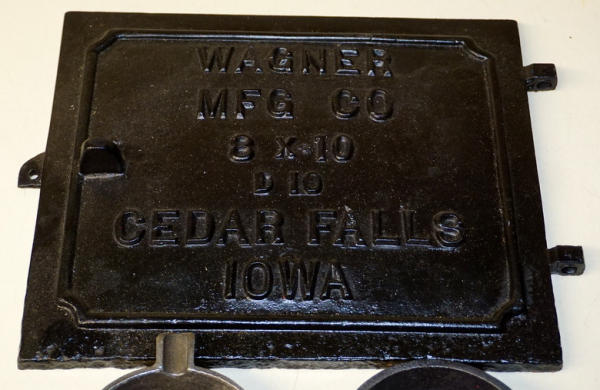 WAGNER
MFG CO
8 X 10
D 10
CEDAR FALLS
IOWA